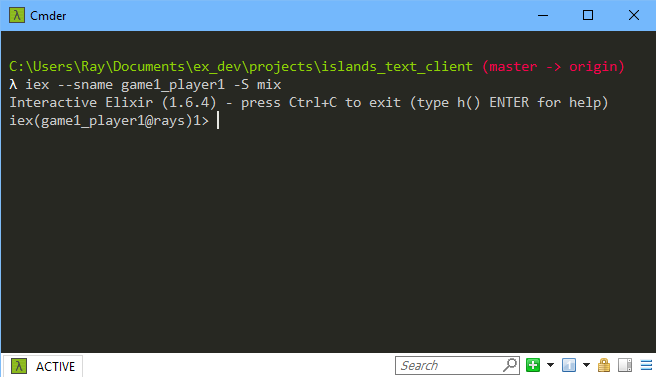 Cmder
C:\Users\Ray\Documents\ex_dev\projects\islands_text_client (master -> origin)
λ iex --sname game1_player1 -S mix
Interactive Elixir (1.6.4) - press Ctrl+C to exit (type h() ENTER for help)
iex(game1_player1@rays)1>
λ ACTIVE
Search